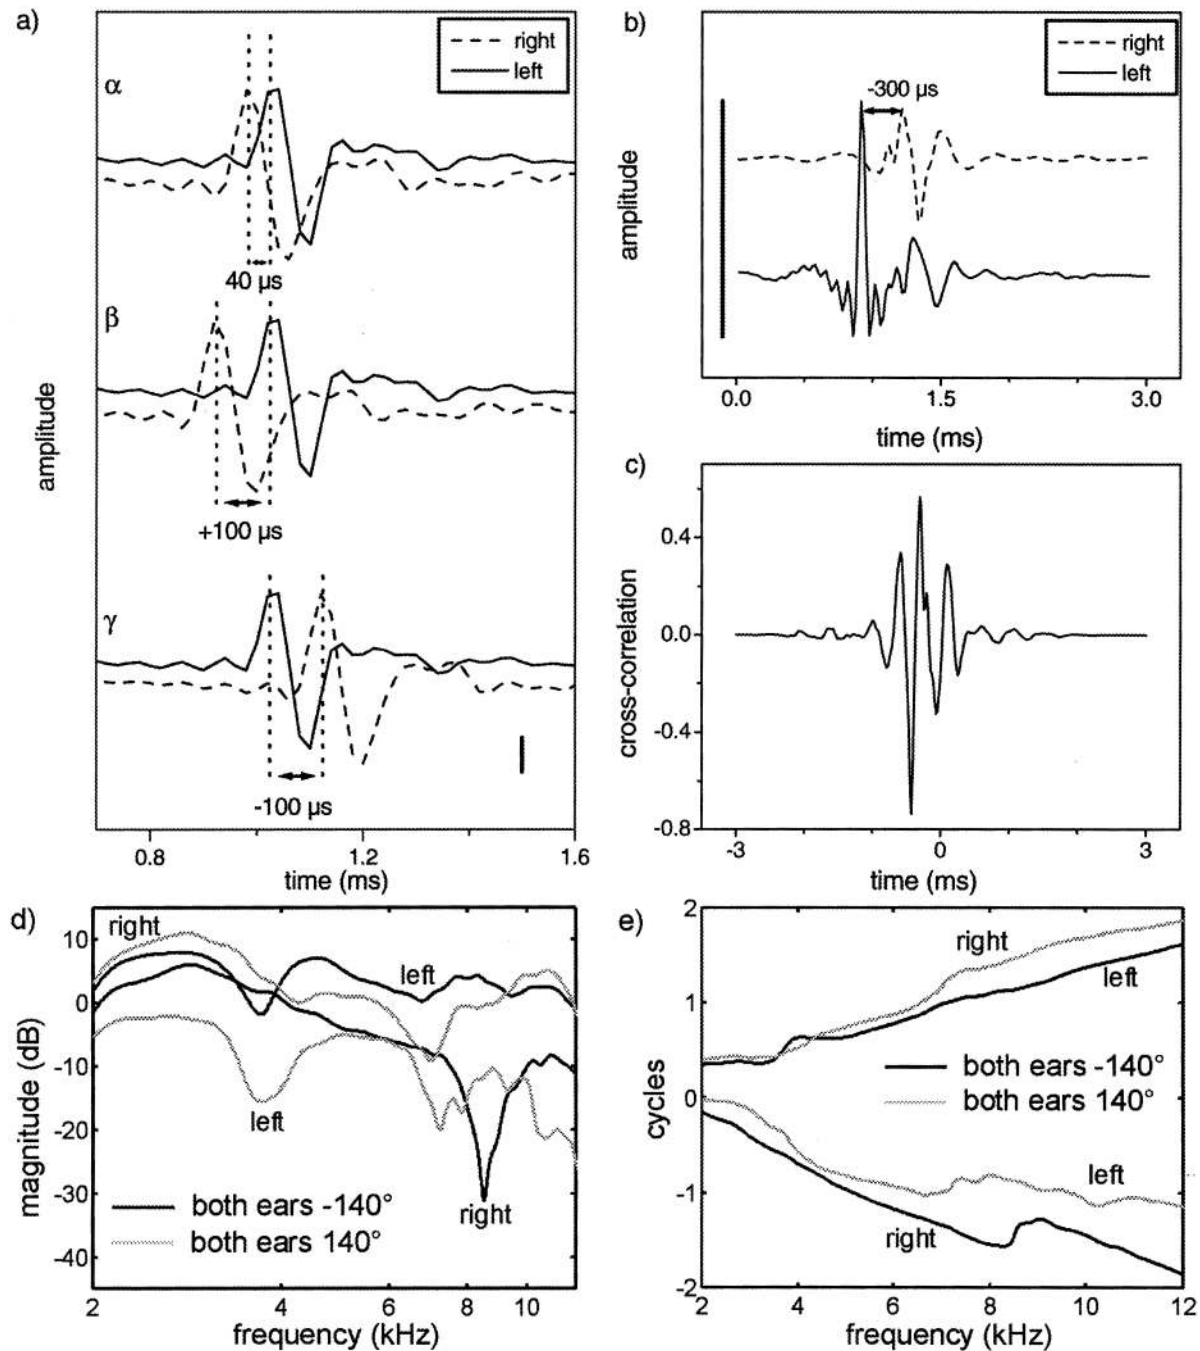 a)
right
left
α
40 µs
β
+100 µs
γ
-100 µs
amplitude
0.8
1.2
1.6
time (ms)
b)
right
left
-300 µs
amplitude
0.0
1.5
3.0
time (ms)
c)
0.4
0.0
-0.4
-0.8
cross-correlation
-3
0
3
time (ms)
d)
right
left
left
right
both ears -140°
both ears 140°
10
0
-10
-20
-30
-40
magnitude (dB)
2
4
6
8
10
frequency (kHz)
e)
right
left
both ears -140°
both ears 140°
left
right
2
1
0
-1
-2
cycles
2
4
6
8
10
12
frequency (kHz)